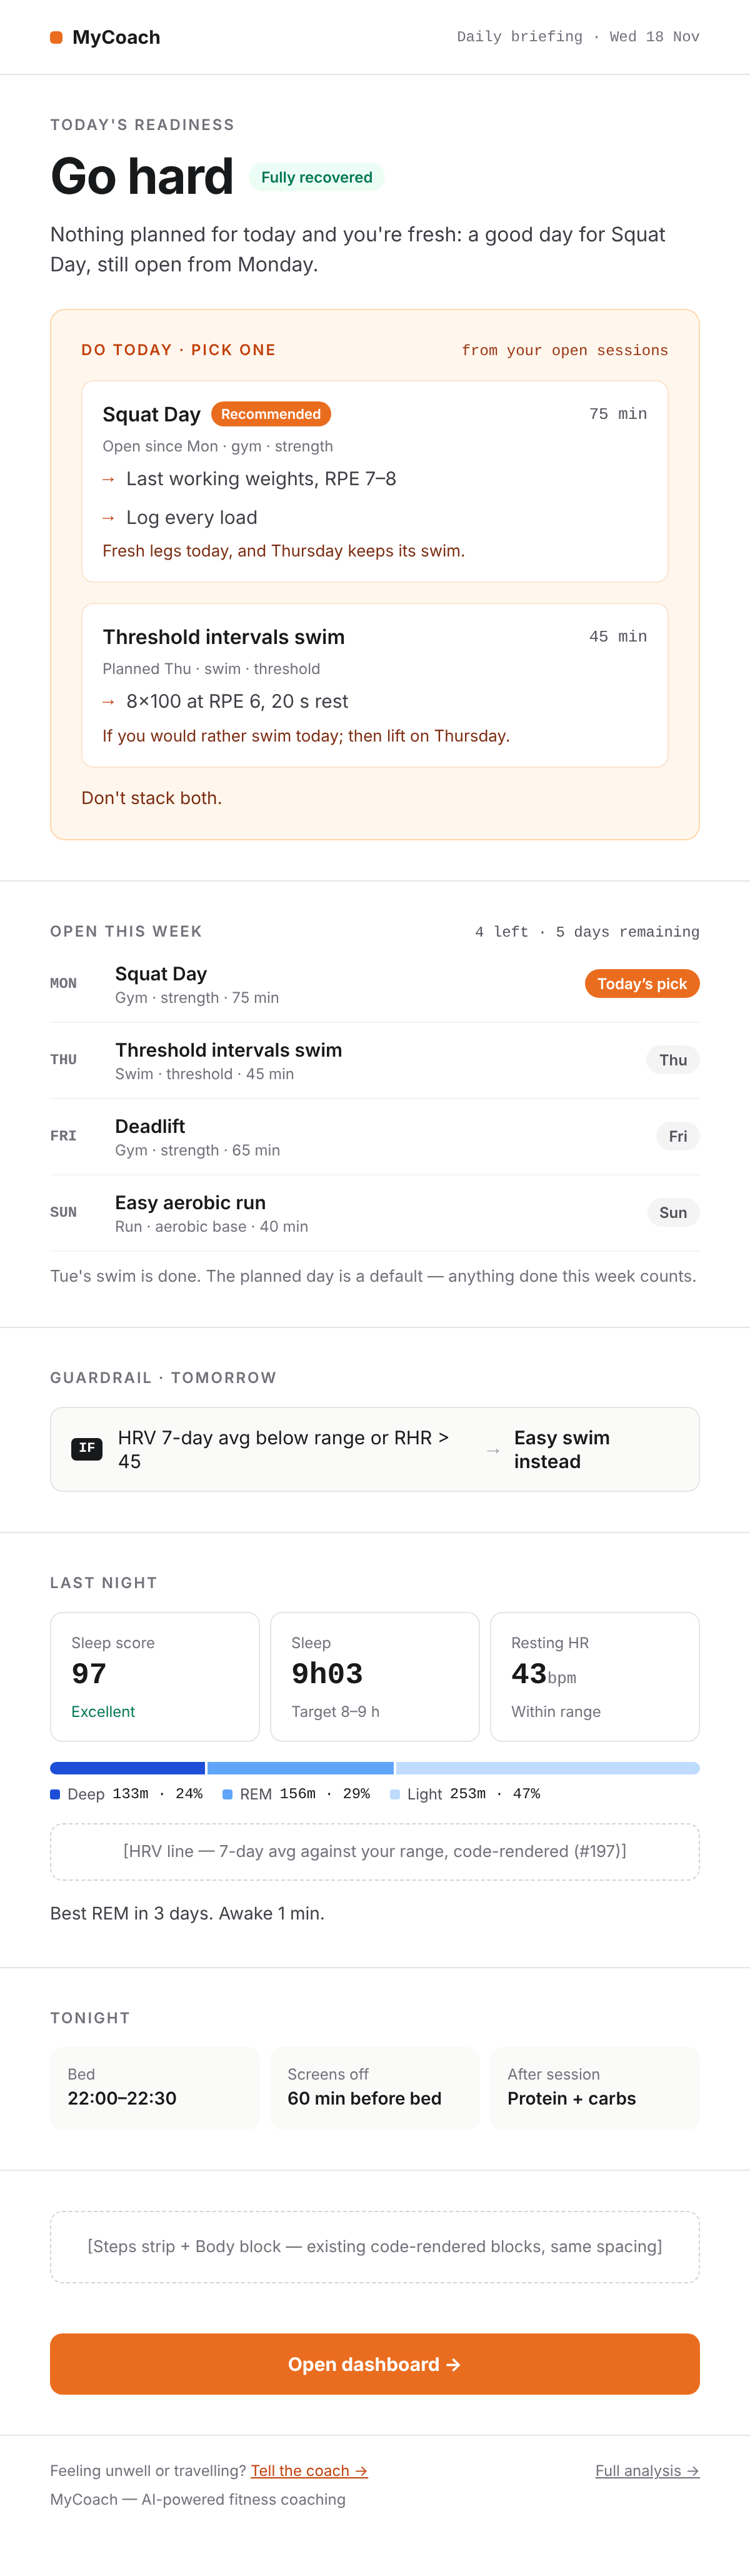 MyCoach
Daily briefing · Wed 18 Nov
TODAY'S READINESS
Go hard
Fully recovered
Nothing planned for today and you're fresh: a good day for Squat
Day, still open from Monday.
DO TODAY · PICK ONE
from your open sessions
Squat Day
Recommended
75 min
Open since Mon · gym · strength
→ Last working weights, RPE 7–8
→ Log every load
Fresh legs today, and Thursday keeps its swim.
Threshold intervals swim
45 min
Planned Thu · swim · threshold
→ 8×100 at RPE 6, 20 s rest
If you would rather swim today; then lift on Thursday.
Don't stack both.
OPEN THIS WEEK
4 left · 5 days remaining
MON
Squat Day
Gym · strength · 75 min
Today's pick
THU
Threshold intervals swim
Swim · threshold · 45 min
Thu
FRI
Deadlift
Gym · strength · 65 min
Fri
SUN
Easy aerobic run
Run · aerobic base · 40 min
Sun
Tue's swim is done. The planned day is a default — anything done this week counts.
GUARDRAIL · TOMORROW
IF
HRV 7-day avg below range or RHR >
45
→
Easy swim
instead
LAST NIGHT
Sleep score
97
Excellent
Sleep
9h03
Target 8–9 h
Resting HR
43bpm
Within range
Deep 133m · 24%
REM 156m · 29%
Light 253m · 47%
[HRV line — 7-day avg against your range, code-rendered (#197)]
Best REM in 3 days. Awake 1 min.
TONIGHT
Bed
22:00–22:30
Screens off
60 min before bed
After session
Protein + carbs
[Steps strip + Body block — existing code-rendered blocks, same spacing]
Open dashboard →
Feeling unwell or travelling? Tell the coach →
Full analysis →
MyCoach — AI-powered fitness coaching